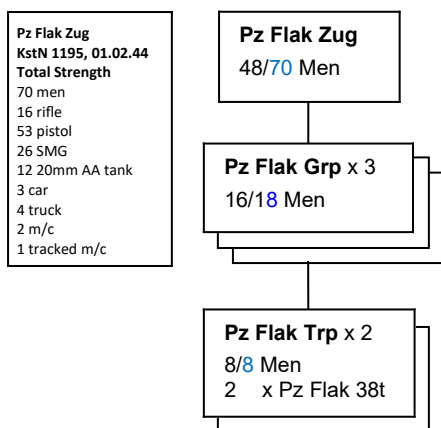 Pz Flak Zug
KstN 1195, 01.02.44
Total Strength
70 men
16 rifle
53 pistol
26 SMG
12 20mm AA tank
3 car
4 truck
2 m/c
1 tracked m/c
Pz Flak Zug
48/70 Men
Pz Flak Grp x 3
16/18 Men
Pz Flak Trp x 2
8/8 Men
2 x Pz Flak 38t